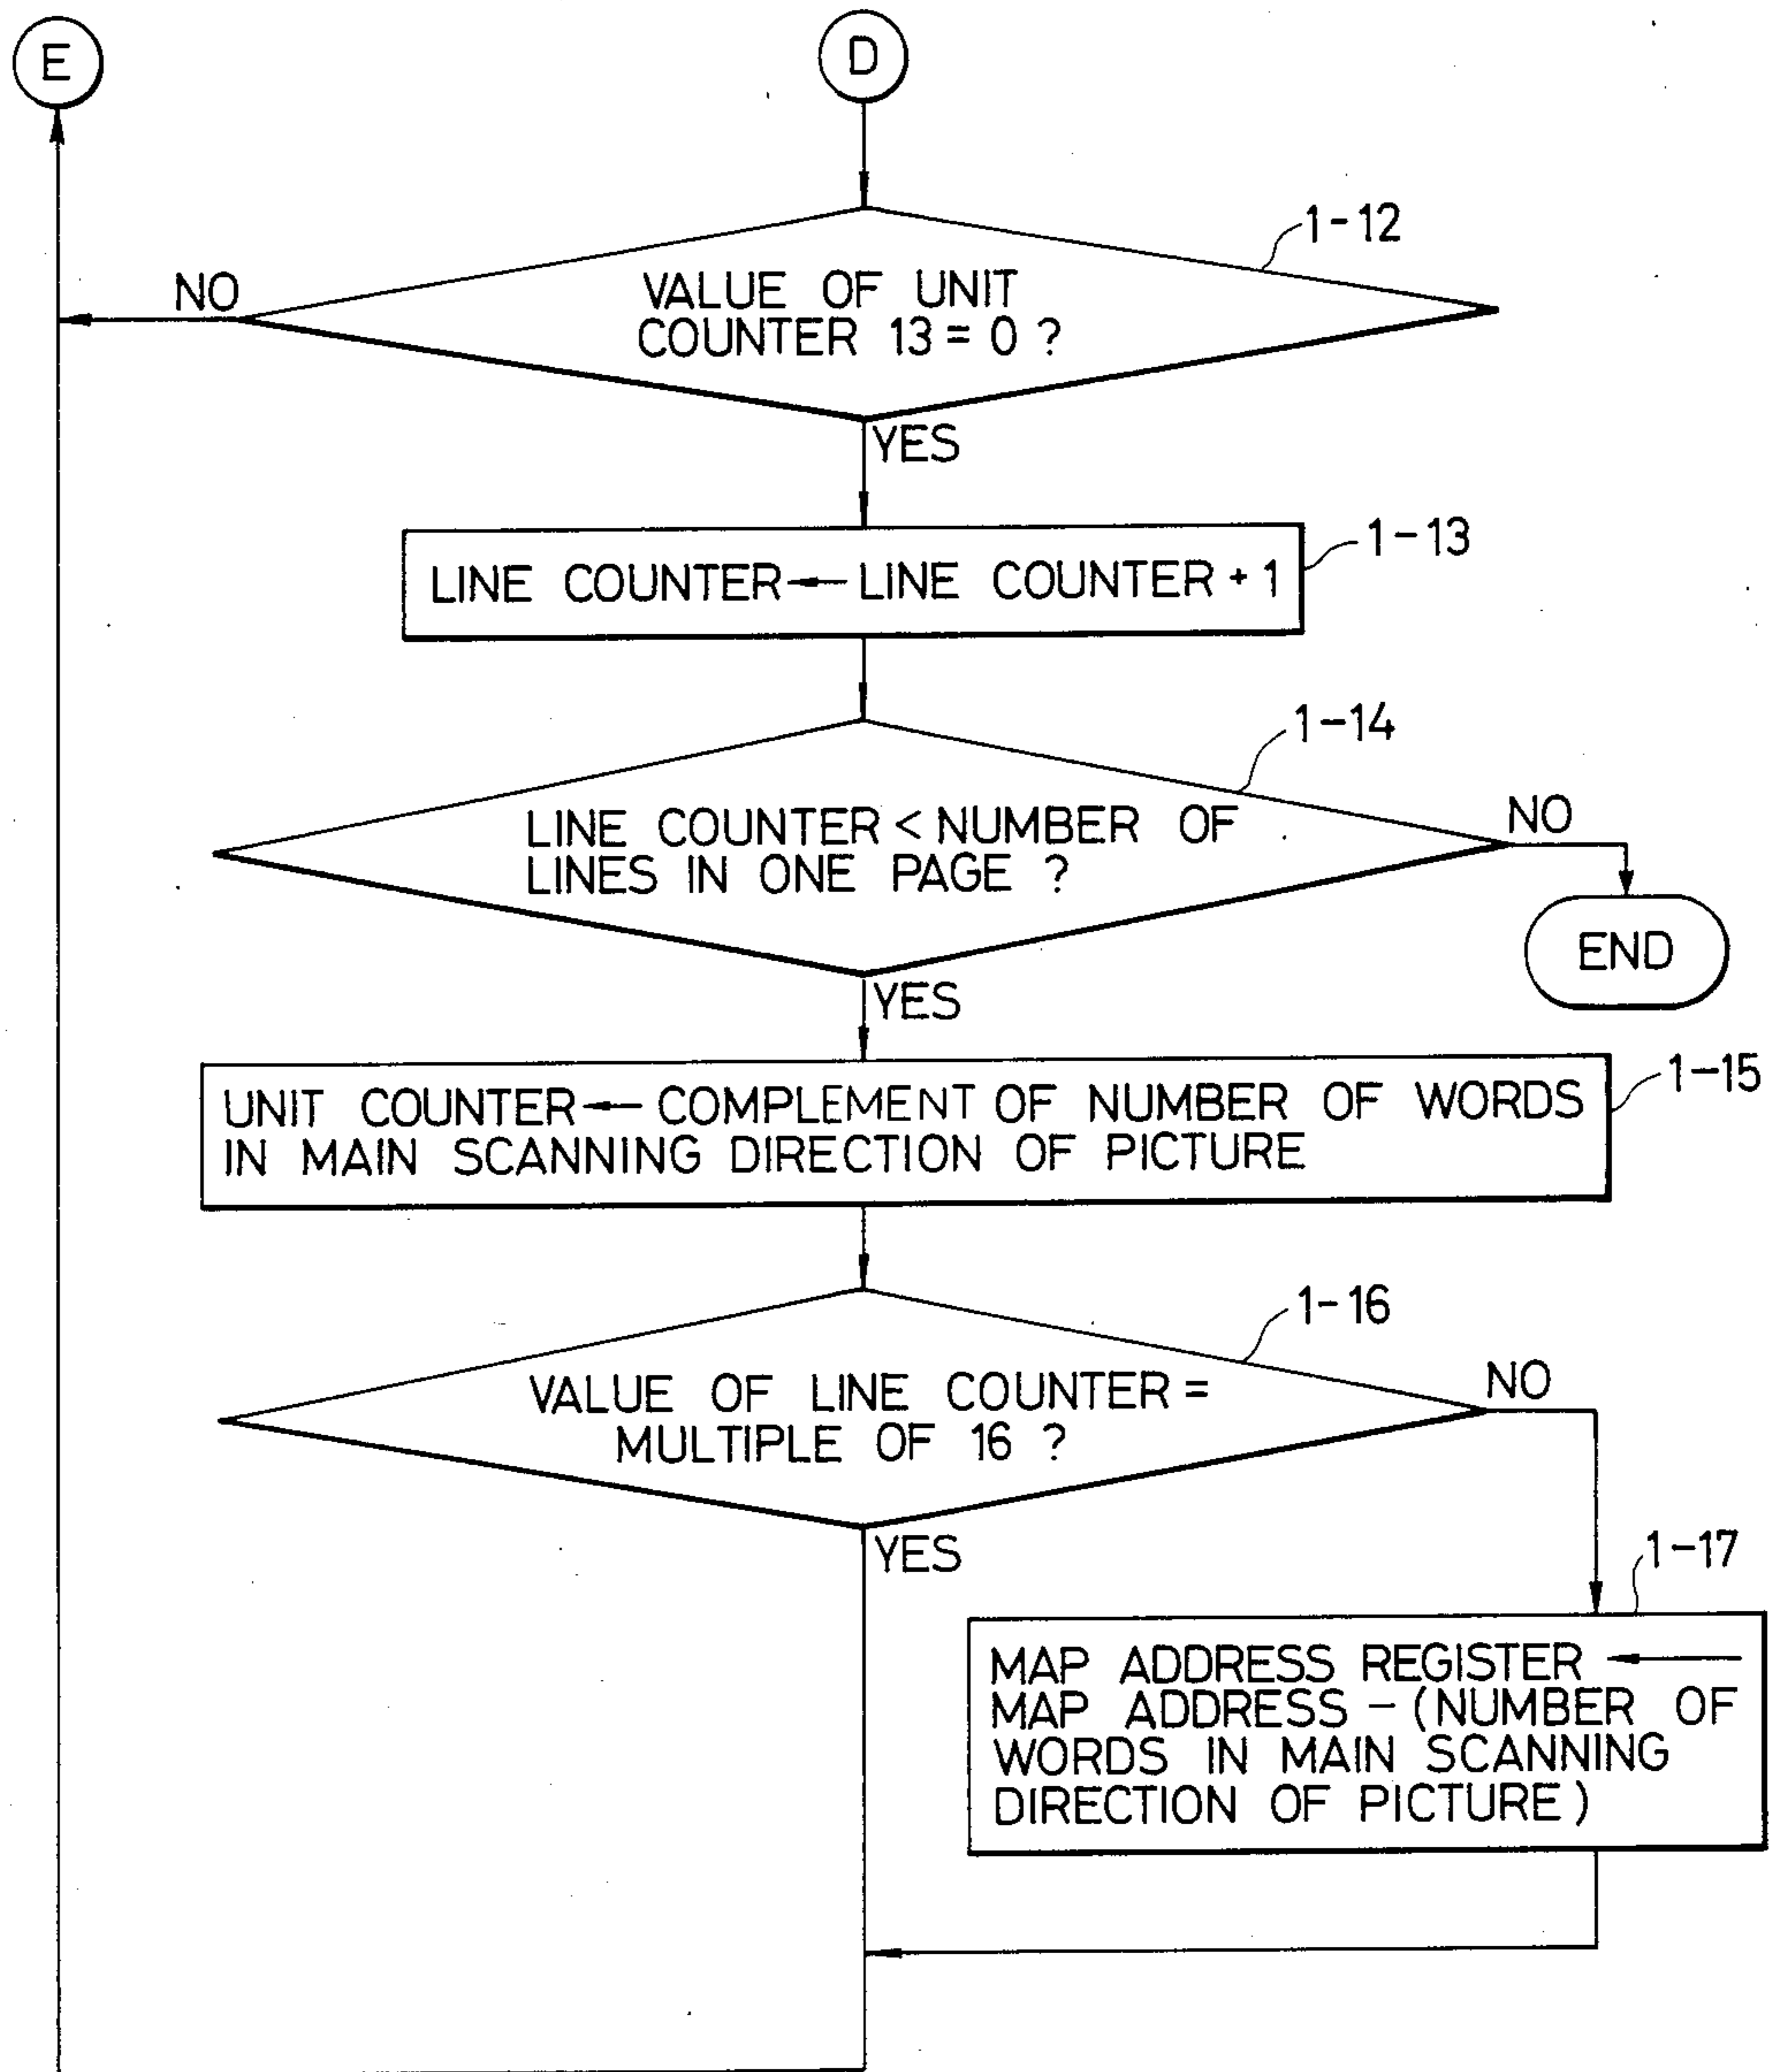 E
D
1-12
NO
VALUE OF UNIT
COUNTER 13 = 0 ?
YES
1-13
LINE COUNTER ← LINE COUNTER + 1
1-14
LINE COUNTER < NUMBER OF
LINES IN ONE PAGE ?
NO
END
YES
1-15
UNIT COUNTER ← COMPLEMENT OF NUMBER OF WORDS
IN MAIN SCANNING DIRECTION OF PICTURE
1-16
VALUE OF LINE COUNTER =
MULTIPLE OF 16 ?
NO
YES
1-17
MAP ADDRESS REGISTER ←
MAP ADDRESS - (NUMBER OF
WORDS IN MAIN SCANNING
DIRECTION OF PICTURE)